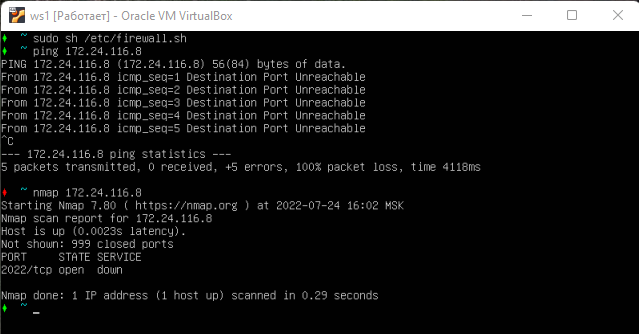 ws1 [Работает] - Oracle VM VirtualBox
~ sudo sh /etc/firewall.sh
~ ping 172.24.116.8
PING 172.24.116.8 (172.24.116.8) 56(84) bytes of data.
From 172.24.116.8 icmp_seq=1 Destination Port Unreachable
From 172.24.116.8 icmp_seq=2 Destination Port Unreachable
From 172.24.116.8 icmp_seq=3 Destination Port Unreachable
From 172.24.116.8 icmp_seq=4 Destination Port Unreachable
From 172.24.116.8 icmp_seq=5 Destination Port Unreachable
^C
--- 172.24.116.8 ping statistics ---
5 packets transmitted, 0 received, +5 errors, 100% packet loss, time 4118ms
~ nmap 172.24.116.8
Starting Nmap 7.80 ( https://nmap.org ) at 2022-07-24 16:02 MSK
Nmap scan report for 172.24.116.8
Host is up (0.0023s latency).
Not shown: 999 closed ports
PORT STATE SERVICE
2022/tcp open down
Nmap done: 1 IP address (1 host up) scanned in 0.29 seconds
~ _